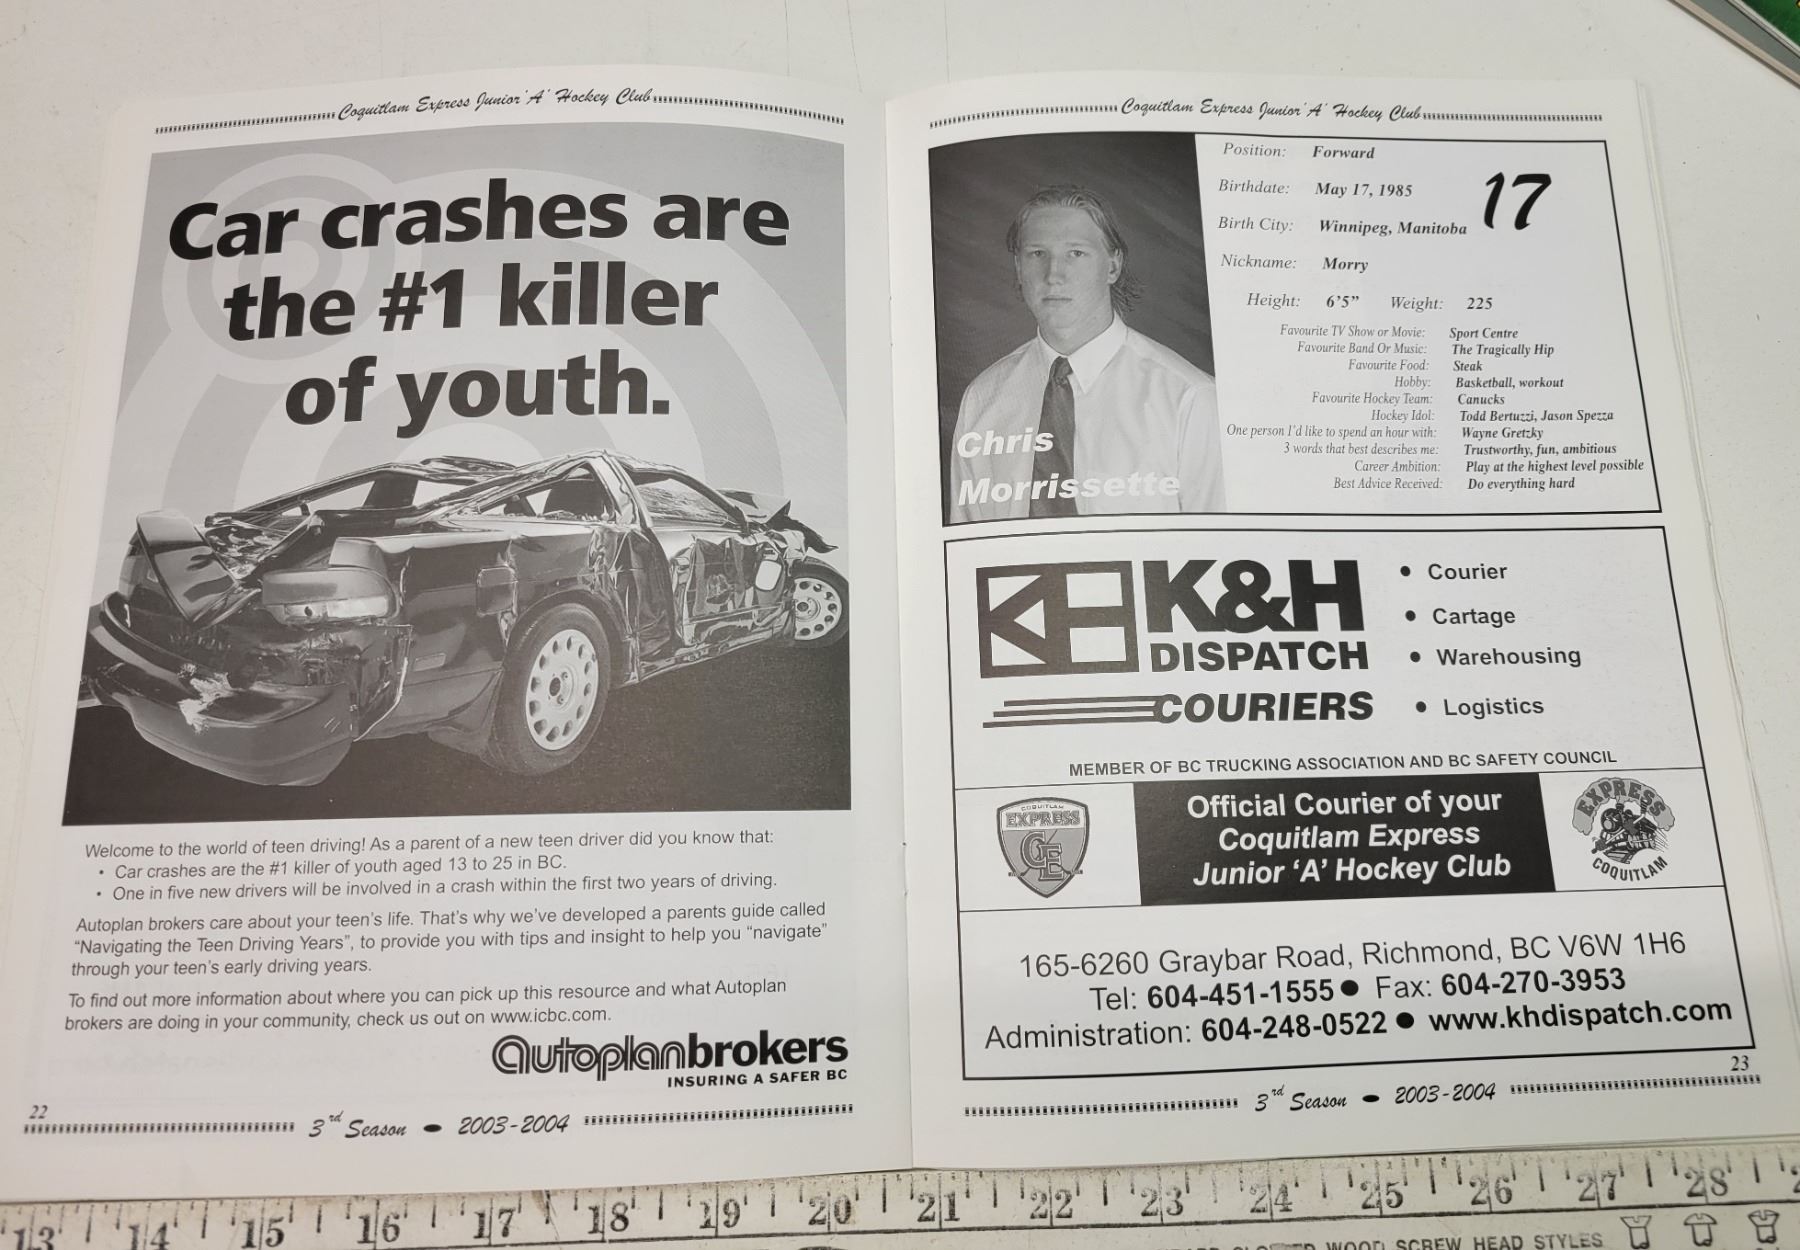 Coquitlam Express Junior 'A' Hockey Club
Car crashes are
the #1 killer
of youth.
Welcome to the world of teen driving! As a parent of a new teen driver did you know that:
• Car crashes are the #1 killer of youth aged 13 to 25 in BC.
• One in five new drivers will be involved in a crash within the first two years of driving.
Autoplan brokers care about your teen's life. That's why we've developed a parents guide called
"Navigating the Teen Driving Years", to provide you with tips and insight to help you "navigate"
through your teen's early driving years.
To find out more information about where you can pick up this resource and what Autoplan
brokers are doing in your community, check us out on www.icbc.com.
autoplanbrokers
INSURING A SAFER BC
22
3rd Season • 2003-2004
Coquitlam Express Junior 'A' Hockey Club
Position: Forward
17
Birthdate: May 17, 1985
Birth City: Winnipeg, Manitoba
Nickname: Morry
Height: 6'5" Weight: 225
Favourite TV Show or Movie: Sport Centre
Favourite Band Or Music: The Tragically Hip
Favourite Food: Steak
Hobby: Basketball, workout
Favourite Hockey Team: Canucks
Hockey Idol: Todd Bertuzzi, Jason Spezza
One person I'd like to spend an hour with: Wayne Gretzky
3 words that best describes me: Trustworthy, fun, ambitious
Career Ambition: Play at the highest level possible
Best Advice Received: Do everything hard
Chris
Morrissette
KH
K&H
DISPATCH
COURIERS
• Courier
• Cartage
• Warehousing
• Logistics
MEMBER OF BC TRUCKING ASSOCIATION AND BC SAFETY COUNCIL
COQUITLAM
EXPRESS
CE
Official Courier of your
Coquitlam Express
Junior 'A' Hockey Club
EXPRESS
COQUITLAM
165-6260 Graybar Road, Richmond, BC V6W 1H6
Tel: 604-451-1555 • Fax: 604-270-3953
Administration: 604-248-0522 • www.khdispatch.com
23
3rd Season • 2003-2004
13 14 15 16 17 18 19 20 21 22 23 24 25 26 27 28
WOOD SCREW HEAD STYLES